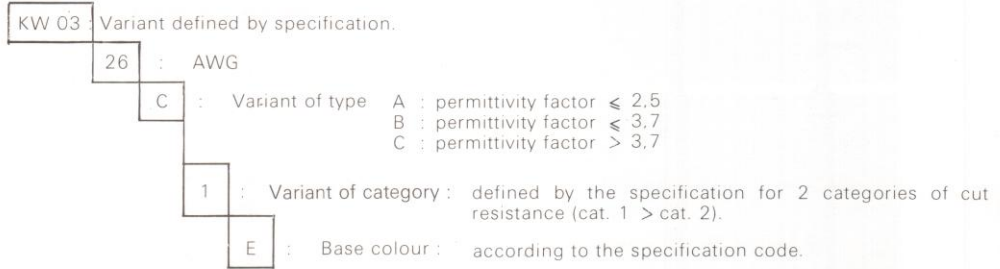 KW 03 : Variant defined by specification.
26 : AWG
C : Variant of type A : permittivity factor ⩽ 2,5
B : permittivity factor ⩽ 3.7
C : permittivity factor > 3,7
1 : Variant of category : defined by the specification for 2 categories of cut
resistance (cat. 1 > cat. 2).
E : Base colour : according to the specification code.